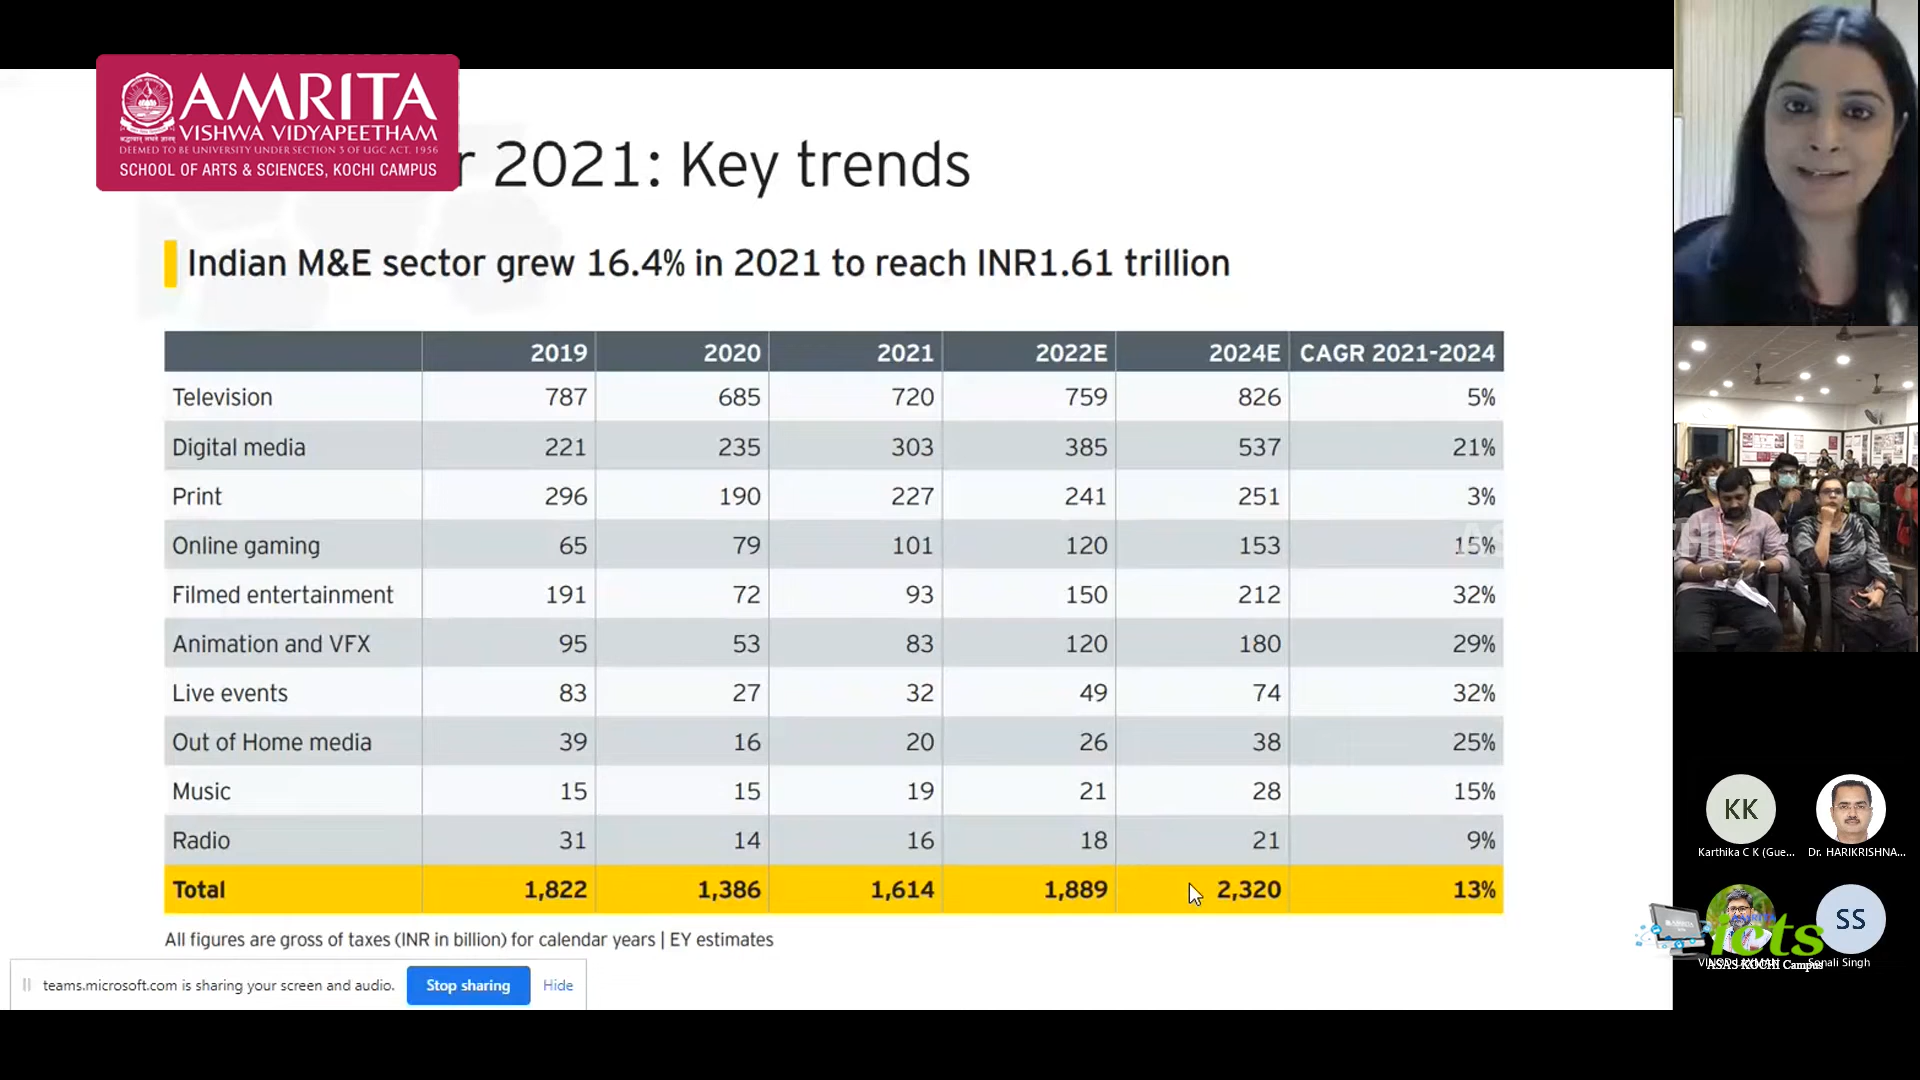 AMRITA
VISHWA VIDYAPEETHAM
DEEMED TO BE UNIVERSITY UNDER SECTION 3 OF UGC ACT. 1956
SCHOOL OF ARTS & SCIENCES, KOCHI CAMPUS
r 2021: Key trends
Indian M&E sector grew 16.4% in 2021 to reach INR1.61 trillion
2019 2020 2021 2022E 2024E CAGR 2021-2024
Television 787 685 720 759 826 5%
Digital media 221 235 303 385 537 21%
Print 296 190 227 241 251 3%
Online gaming 65 79 101 120 153 15%
Filmed entertainment 191 72 93 150 212 32%
Animation and VFX 95 53 83 120 180 29%
Live events 83 27 32 49 74 32%
Out of Home media 39 16 20 26 38 25%
Music 15 15 19 21 28 15%
Radio 31 14 16 18 21 9%
Total 1,822 1,386 1,614 1,889 2,320 13%
All figures are gross of taxes (INR in billion) for calendar years | EY estimates
teams.microsoft.com is sharing your screen and audio. Stop sharing Hide
KK
Karthika C K (Gue... Dr. HARIKRISHNA...
SS
icts
ASAS KOCHI Campus
Sonali Singh